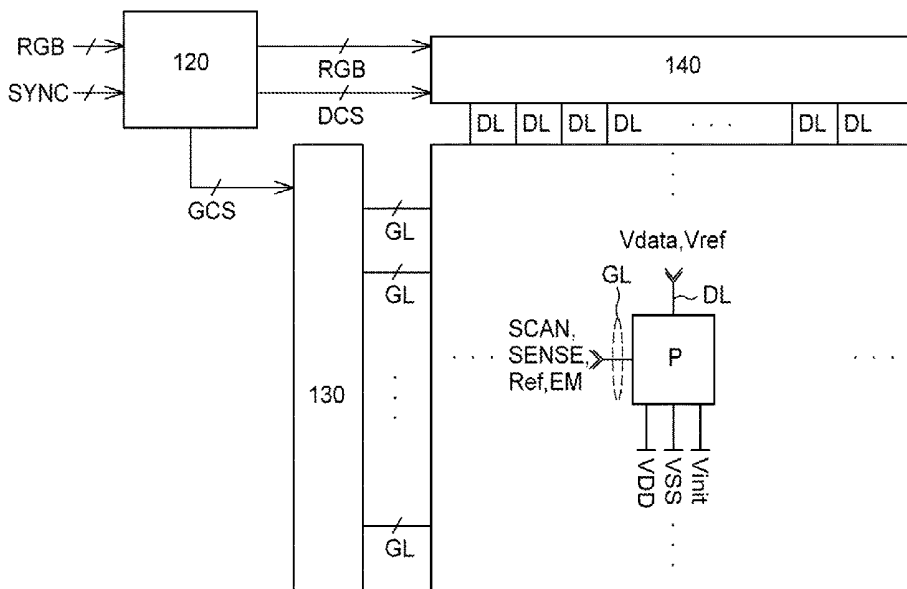 RGB
SYNC
120
RGB
DCS
140
DL DL DL DL DL DL
GCS
130
GL
GL
GL
Vdata,Vref
GL
DL
SCAN,
SENSE,
Ref,EM
P
VDD
VSS
Vinit